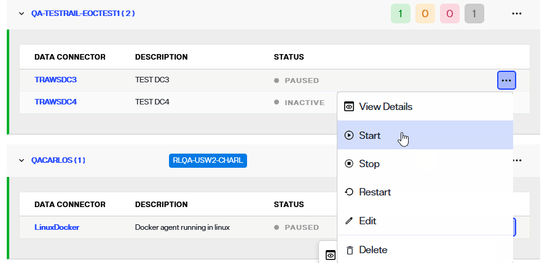 QA-TESTRAIL-EOCTEST1 ( 2 )
1 0 0 1
DATA CONNECTOR DESCRIPTION STATUS
TRAWSDC3 TEST DC3 PAUSED
TRAWSDC4 TEST DC4 INACTIVE
View Details
Start
Stop
Restart
Edit
Delete
QACARLOS ( 1 ) RLQA-USW2-CHARL
DATA CONNECTOR DESCRIPTION STATUS
LinuxDocker Docker agent running in linux PAUSED